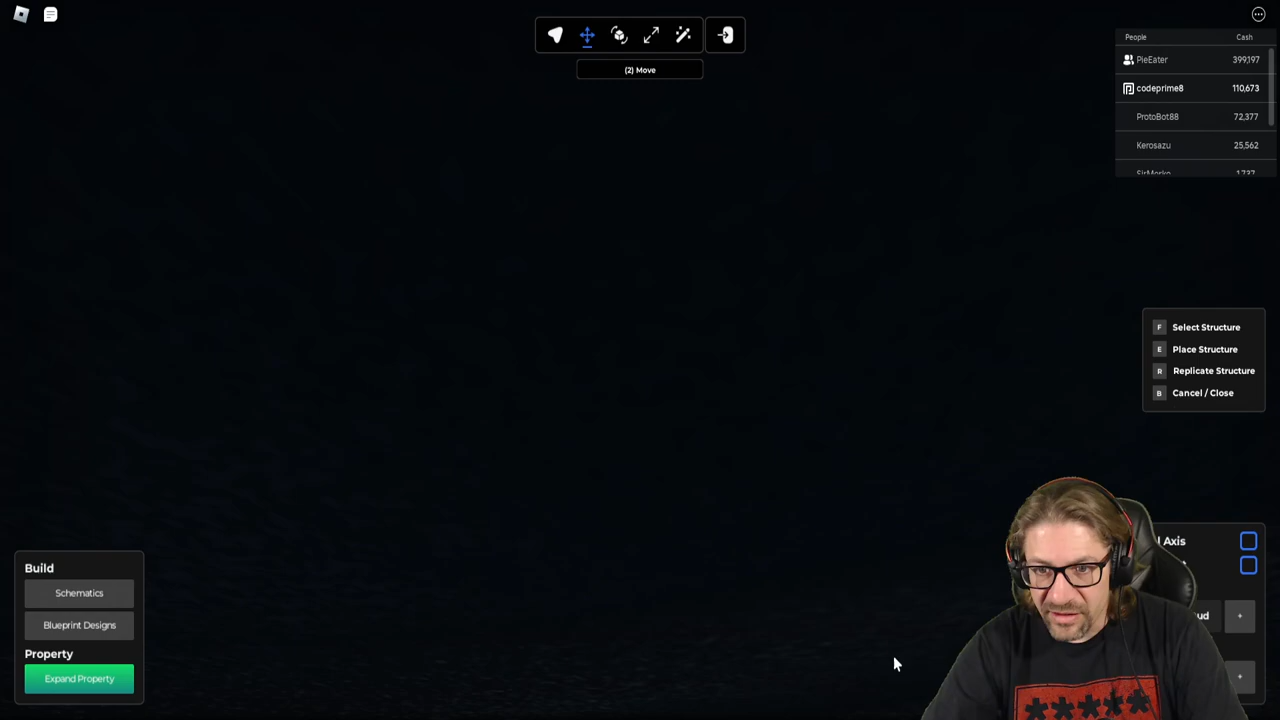 (2) Move
People Cash
PieEater 399,197
codeprime8 110,673
ProtoBot88 72,377
Kerosazu 25,562
F Select Structure
E Place Structure
R Replicate Structure
B Cancel / Close
Build
Schematics
Blueprint Designs
Property
Expand Property
Axis
+
+
*****